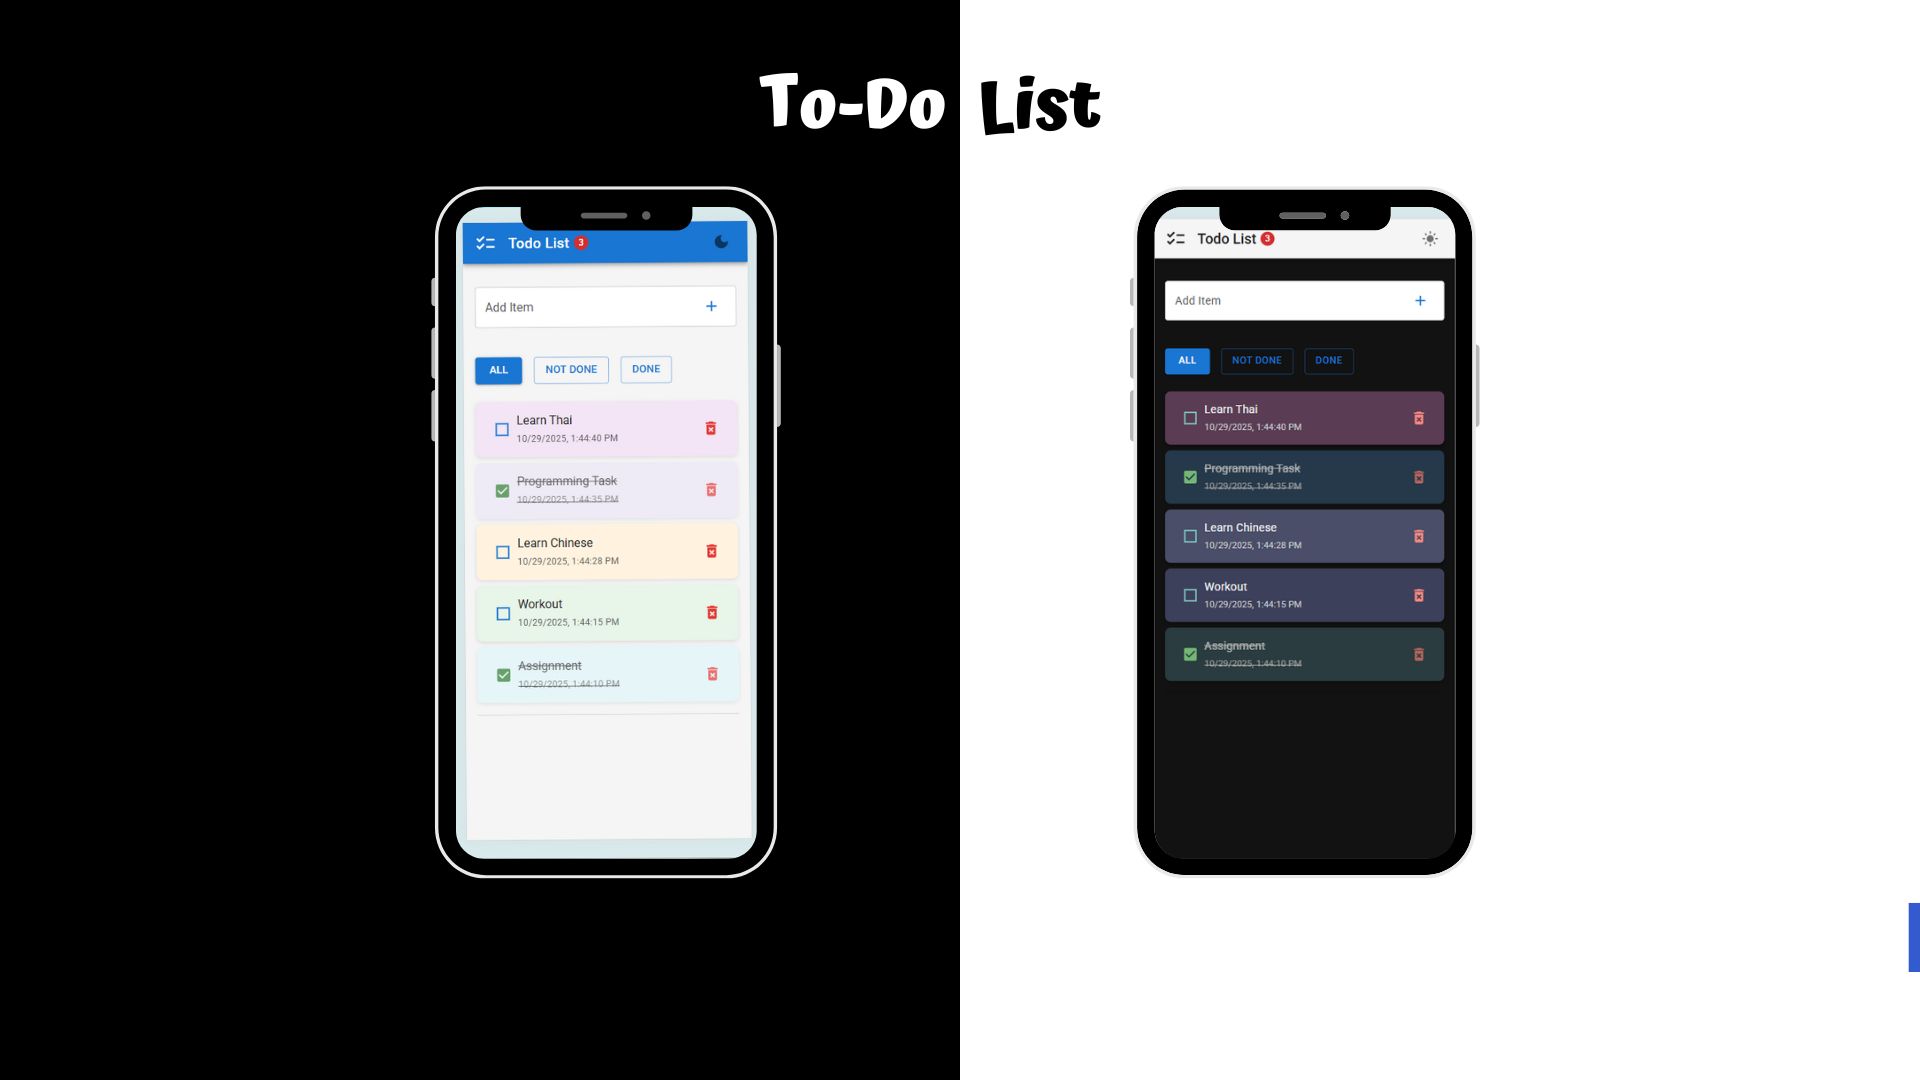 To-Do List
Todo List 3
Add Item +
ALL NOT DONE DONE
Learn Thai
10/29/2025, 1:44:40 PM
Programming Task
10/29/2025, 1:44:35 PM
Learn Chinese
10/29/2025, 1:44:28 PM
Workout
10/29/2025, 1:44:15 PM
Assignment
10/29/2025, 1:44:10 PM
Todo List 3
Add Item +
ALL NOT DONE DONE
Learn Thai
10/29/2025, 1:44:40 PM
Programming Task
10/29/2025, 1:44:35 PM
Learn Chinese
10/29/2025, 1:44:28 PM
Workout
10/29/2025, 1:44:15 PM
Assignment
10/29/2025, 1:44:10 PM